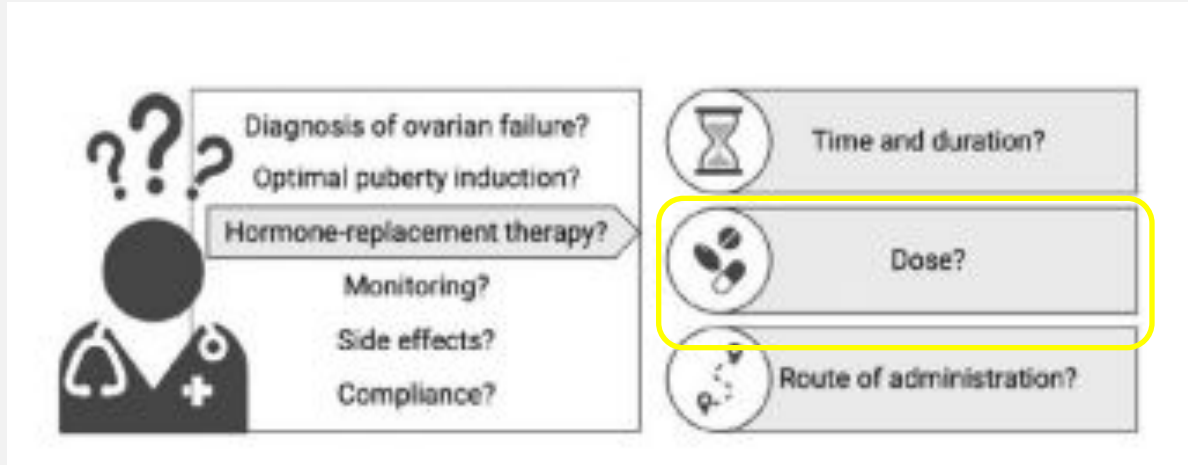 Diagnosis of ovarian failure?
Optimal puberty induction?
Hormone-replacement therapy?
Monitoring?
Side effects?
Compliance?
Time and duration?
Dose?
Route of administration?